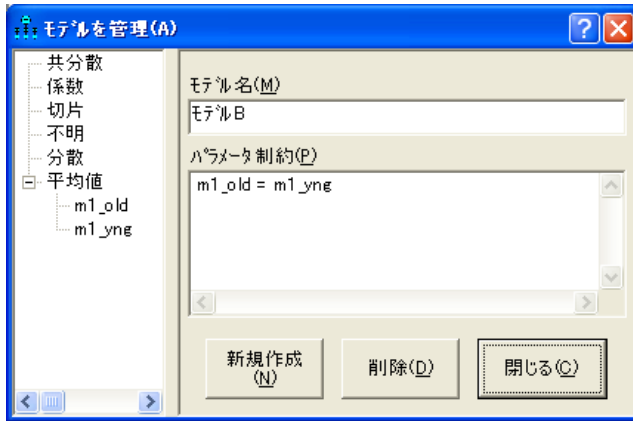 モデルを管理(A)
共分散
係数
切片
不明
分散
平均値
m1_old
m1_yng
モデル名(M)
モデルB
パラメータ制約(P)
m1_old = m1_yng
新規作成
(N)
削除(D)
閉じる(C)